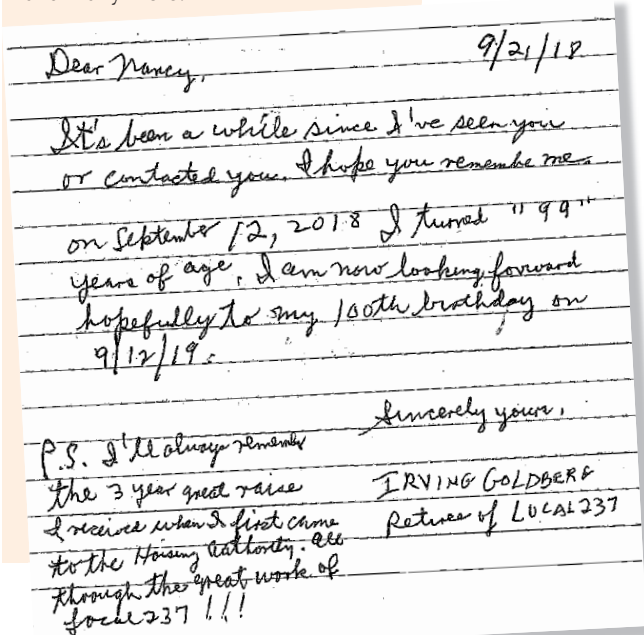 9/21/18
Dear Nancy,
It's been a while since I've seen you
or contacted you. I hope you remembe me.
on September 12, 2018 I turned "99"
years of age. I am now looking forward
hopefully to my 100th birthday on
9/12/19.
Sincerely yours,
IRVING GOLDBERG
Retiree of LOCAL 237
P.S. I'll always remember
the 3 year great raise
I received when I first came
to the Housing Authority. All
through the great work of
Local 237 !!!